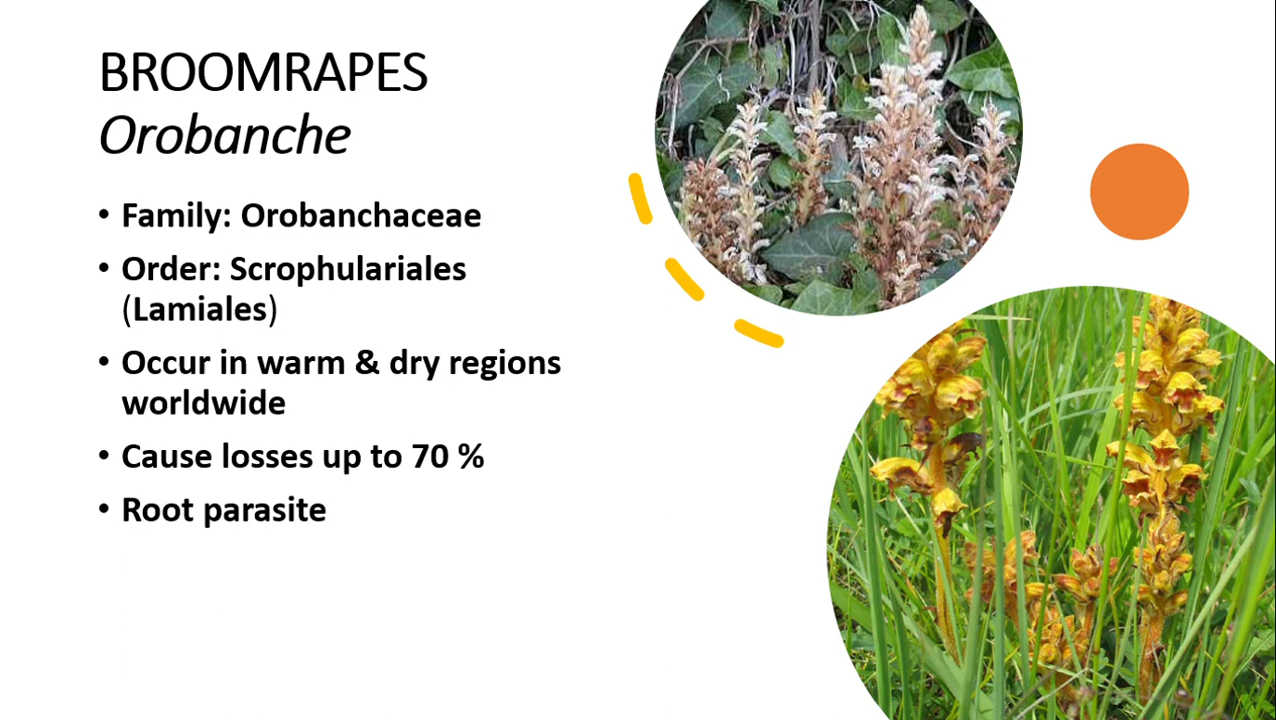 BROOMRAPES
Orobanche
• Family: Orobanchaceae
• Order: Scrophulariales
(Lamiales)
• Occur in warm & dry regions
worldwide
• Cause losses up to 70 %
• Root parasite